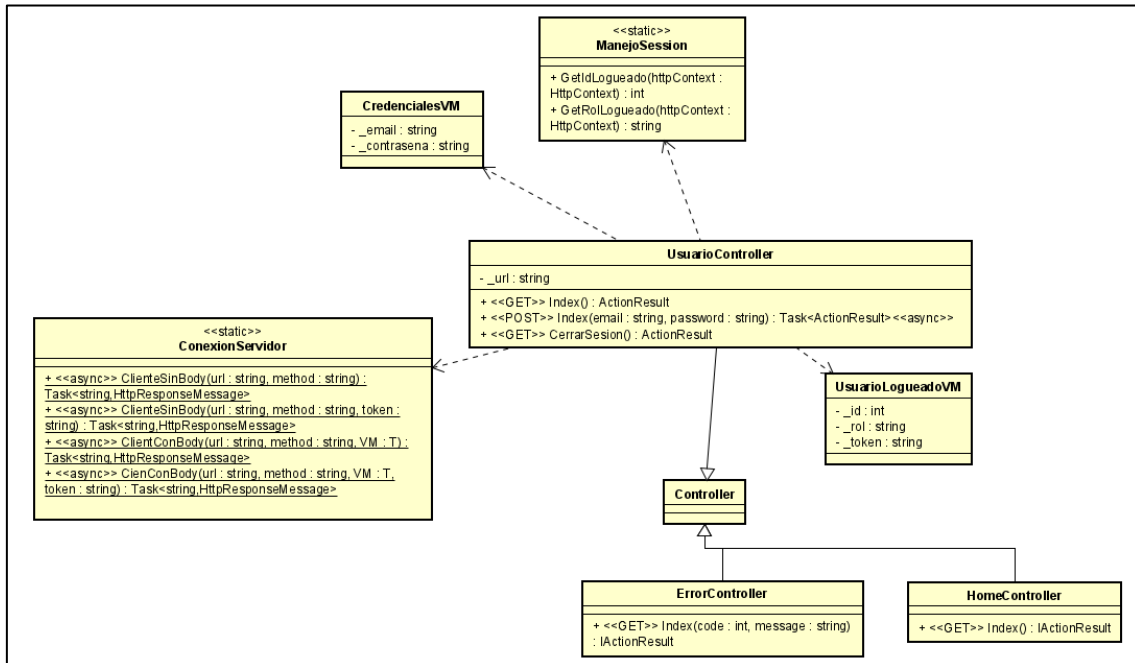 <<static>>
ManejoSession
+ GetIdLogueado(httpContext :
HttpContext) : int
+ GetRolLogueado(httpContext :
HttpContext) : string
CredencialesVM
- _email : string
- _contrasena : string
UsuarioController
- _url : string
+ <<GET>> Index() : ActionResult
+ <<POST>> Index(email : string, password : string) : Task<ActionResult><<async>>
+ <<GET>> CerrarSesion() : ActionResult
<<static>>
ConexionServidor
+ <<async>> ClienteSinBody(url : string, method : string) :
Task<string,HttpResponseMessage>
+ <<async>> ClienteSinBody(url : string, method : string, token :
string) : Task<string,HttpResponseMessage>
+ <<async>> ClientConBody(url : string, method : string, VM : T) :
Task<string,HttpResponseMessage>
+ <<async>> CienConBody(url : string, method : string, VM : T,
token : string) : Task<string,HttpResponseMessage>
UsuarioLogueadoVM
- _id : int
- _rol : string
- _token : string
Controller
ErrorController
+ <<GET>> Index(code : int, message : string)
: IActionResult
HomeController
+ <<GET>> Index() : IActionResult